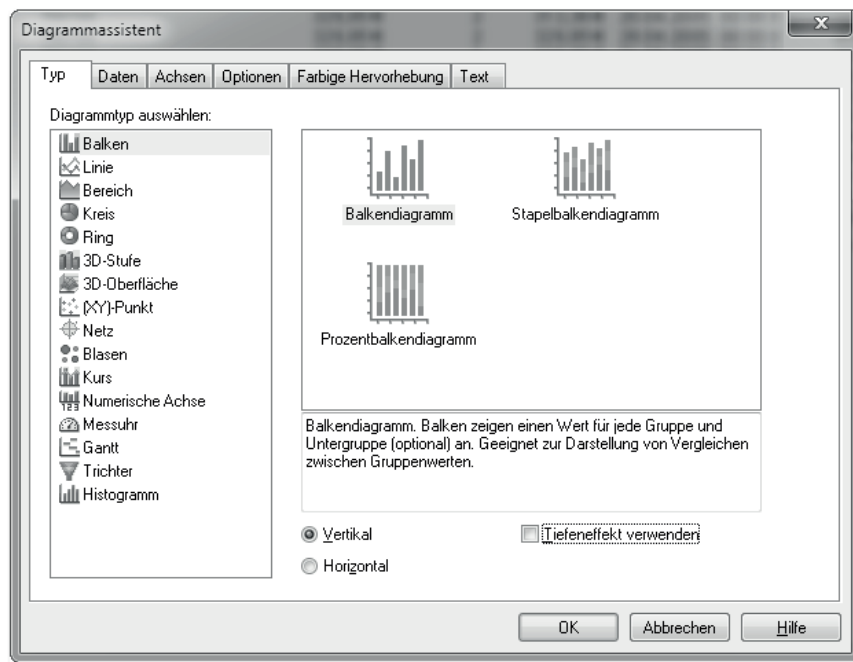 Diagrammassistent
Typ
Daten
Achsen
Optionen
Farbige Hervorhebung
Text
Diagrammtyp auswählen:
Balken
Linie
Bereich
Kreis
Ring
3D-Stufe
3D-Oberfläche
(XY)-Punkt
Netz
Blasen
Kurs
Numerische Achse
Messuhr
Gantt
Trichter
Histogramm
Balkendiagramm
Stapelbalkendiagramm
Prozentbalkendiagramm
Balkendiagramm. Balken zeigen einen Wert für jede Gruppe und
Untergruppe (optional) an. Geeignet zur Darstellung von Vergleichen
zwischen Gruppenwerten.
Vertikal
Tiefeneffekt verwenden
Horizontal
OK
Abbrechen
Hilfe